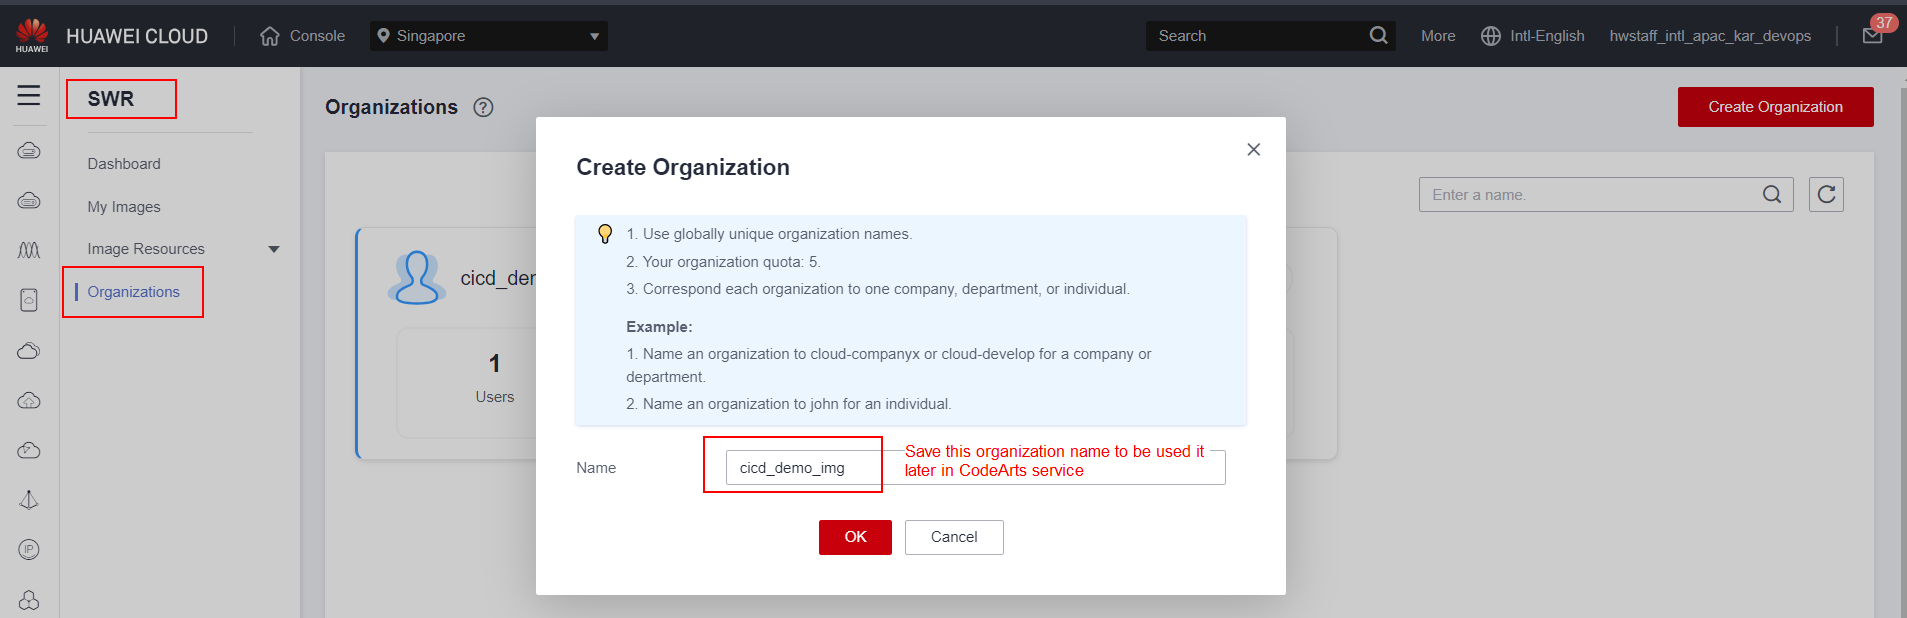 HUAWEI
HUAWEI CLOUD
Console
Singapore
Search
More
Intl-English
hwstaff_intl_apac_kar_devops
37
SWR
Dashboard
My Images
Image Resources
Organizations
IP
Organizations ?
Create Organization
Enter a name.
cicd_der
1
Users
Create Organization
1. Use globally unique organization names.
2. Your organization quota: 5.
3. Correspond each organization to one company, department, or individual.
Example:
1. Name an organization to cloud-companyx or cloud-develop for a company or
department.
2. Name an organization to john for an individual.
Name
cicd_demo_img
Save this organization name to be used it
later in CodeArts service
OK
Cancel